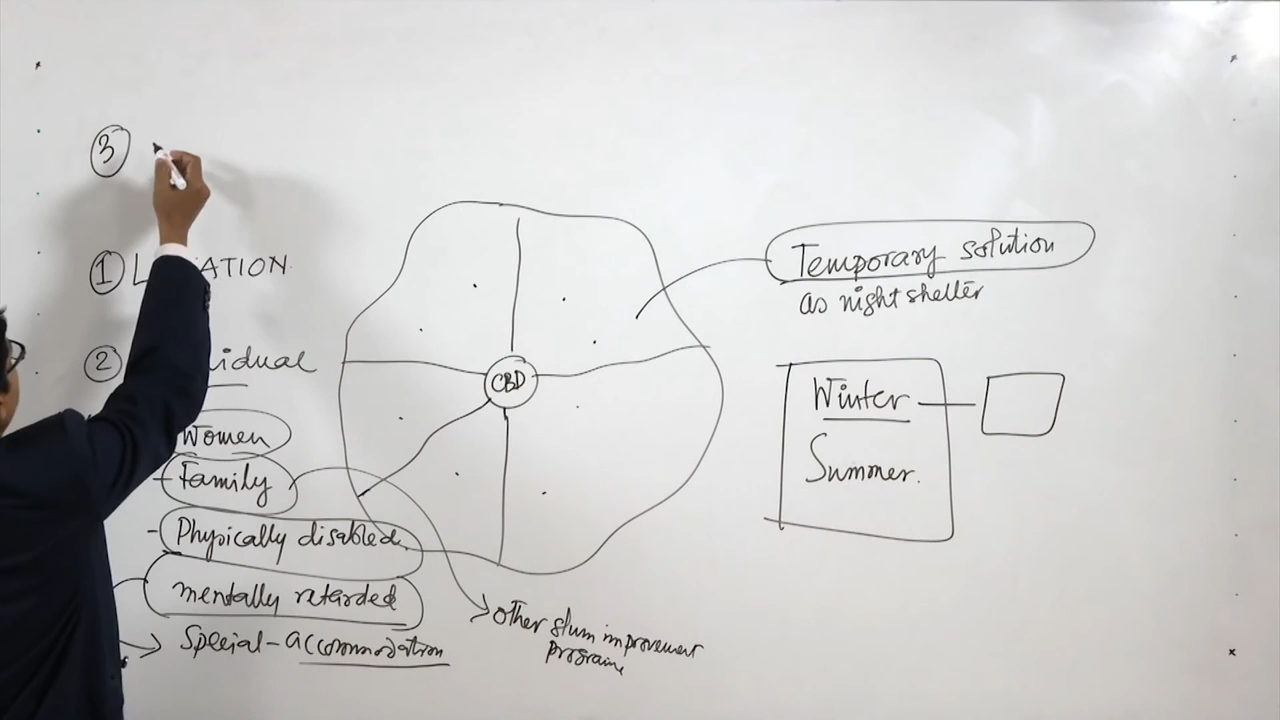 3
1 L ATION
2 idual
Women
- Family
- Physically disabled
mentally retarded
→ Special - accommodation
CBD
other slum improvement
Programe
Temporary solution
as night shelter
Winter
Summer.